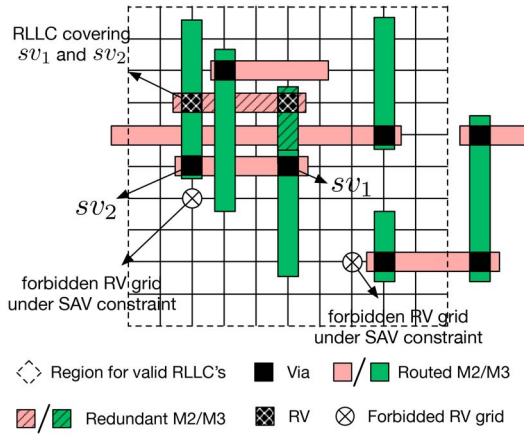 RLLC covering
sv₁ and sv₂
sv₂
sv₁
forbidden RV grid
under SAV constraint
forbidden RV grid
under SAV constraint
Region for valid RLLC's
Via
Routed M2/M3
Redundant M2/M3
RV
Forbidded RV grid